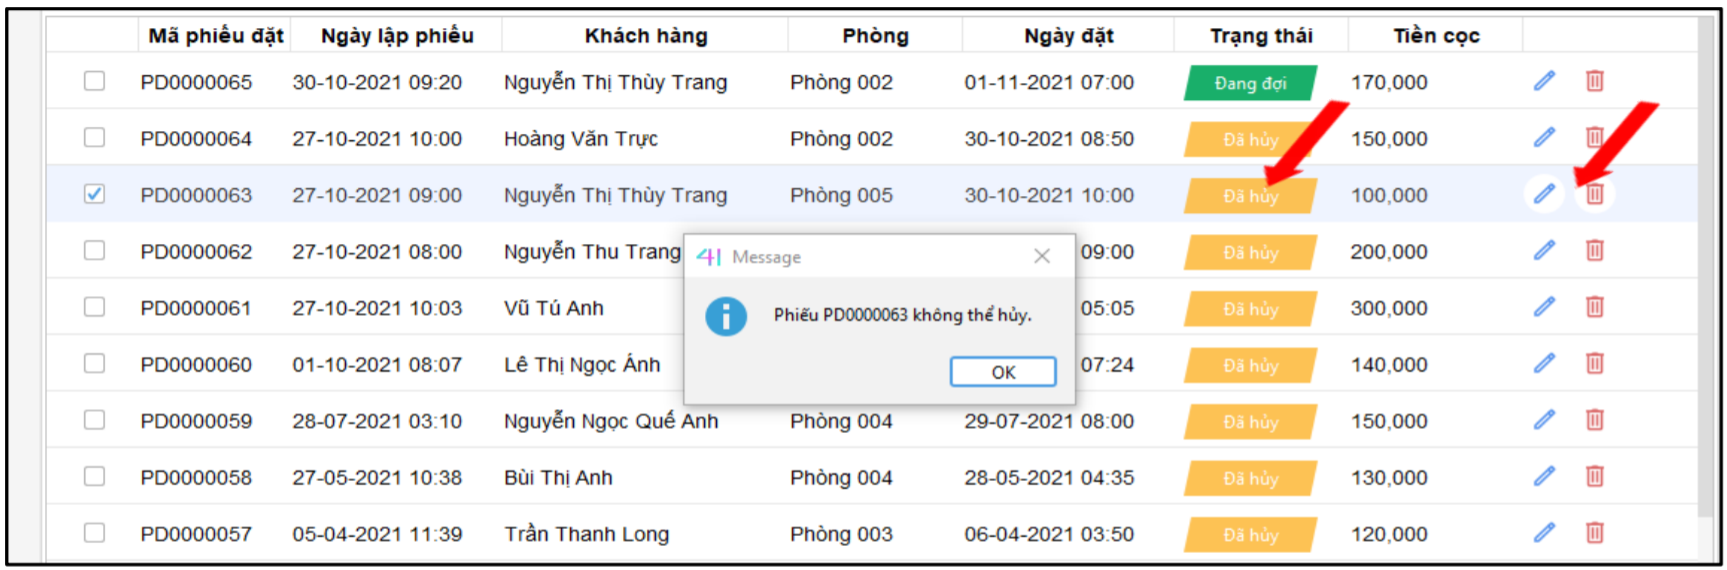 Mã phiếu đặt Ngày lập phiếu Khách hàng Phòng Ngày đặt Trạng thái Tiền cọc
PD0000065 30-10-2021 09:20 Nguyễn Thị Thùy Trang Phòng 002 01-11-2021 07:00 Đang đợi 170,000
PD0000064 27-10-2021 10:00 Hoàng Văn Trực Phòng 002 30-10-2021 08:50 Đã hủy 150,000
PD0000063 27-10-2021 09:00 Nguyễn Thị Thùy Trang Phòng 005 30-10-2021 10:00 Đã hủy 100,000
PD0000062 27-10-2021 08:00 Nguyễn Thu Trang 09:00 Đã hủy 200,000
Message
PD0000061 27-10-2021 10:03 Vũ Tú Anh 05:05 Đã hủy 300,000
Phiếu PD0000063 không thể hủy.
PD0000060 01-10-2021 08:07 Lê Thị Ngọc Ánh 07:24 Đã hủy 140,000
OK
PD0000059 28-07-2021 03:10 Nguyễn Ngọc Quế Anh Phòng 004 29-07-2021 08:00 Đã hủy 150,000
PD0000058 27-05-2021 10:38 Bùi Thị Anh Phòng 004 28-05-2021 04:35 Đã hủy 130,000
PD0000057 05-04-2021 11:39 Trần Thanh Long Phòng 003 06-04-2021 03:50 Đã hủy 120,000